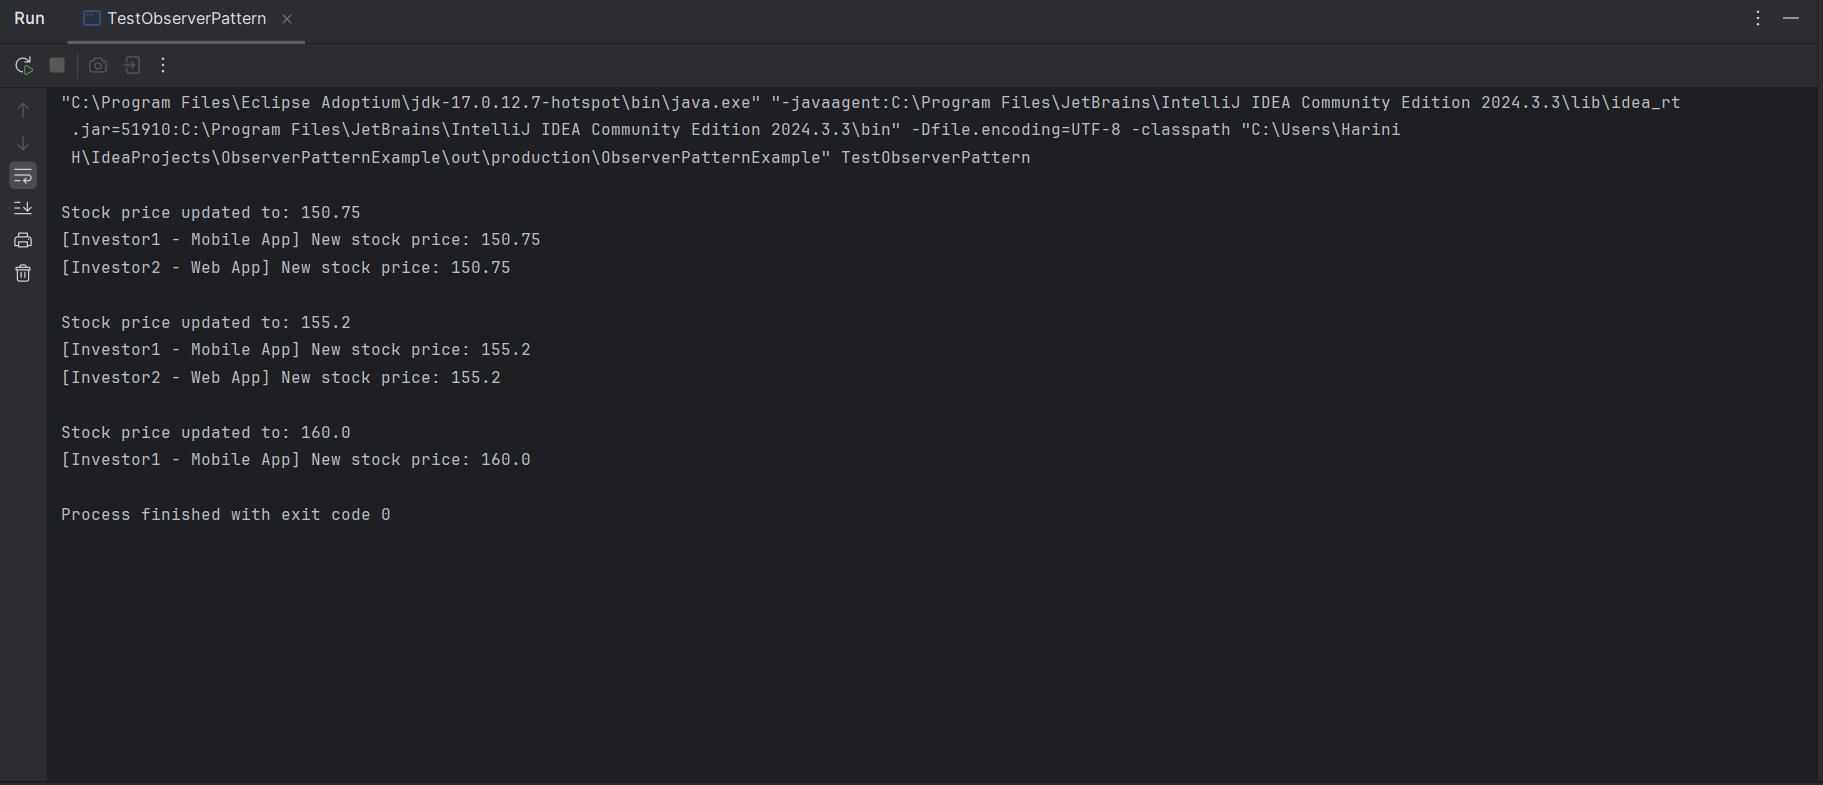 Run
TestObserverPattern
"C:\Program Files\Eclipse Adoptium\jdk-17.0.12.7-hotspot\bin\java.exe" "-javaagent:C:\Program Files\JetBrains\IntelliJ IDEA Community Edition 2024.3.3\lib\idea_rt
.jar=51910:C:\Program Files\JetBrains\IntelliJ IDEA Community Edition 2024.3.3\bin" -Dfile.encoding=UTF-8 -classpath "C:\Users\Harini
H\IdeaProjects\ObserverPatternExample\out\production\ObserverPatternExample" TestObserverPattern
Stock price updated to: 150.75
[Investor1 - Mobile App] New stock price: 150.75
[Investor2 - Web App] New stock price: 150.75
Stock price updated to: 155.2
[Investor1 - Mobile App] New stock price: 155.2
[Investor2 - Web App] New stock price: 155.2
Stock price updated to: 160.0
[Investor1 - Mobile App] New stock price: 160.0
Process finished with exit code 0